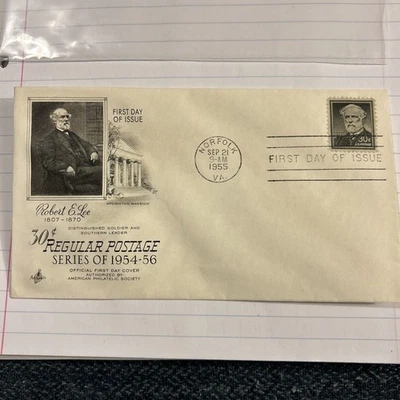 FIRST DAY
OF ISSUE
Robert E. Lee
1807-1870
DISTINGUISHED SOLDIER AND
SOUTHERN LEADER
30¢
REGULAR POSTAGE
SERIES OF 1954-56
OFFICIAL FIRST DAY COVER
AUTHORIZED BY
AMERICAN PHILATELIC SOCIETY
NORFOLK
SEP 21
9-AM
1955
VA.
FIRST DAY OF ISSUE
30¢